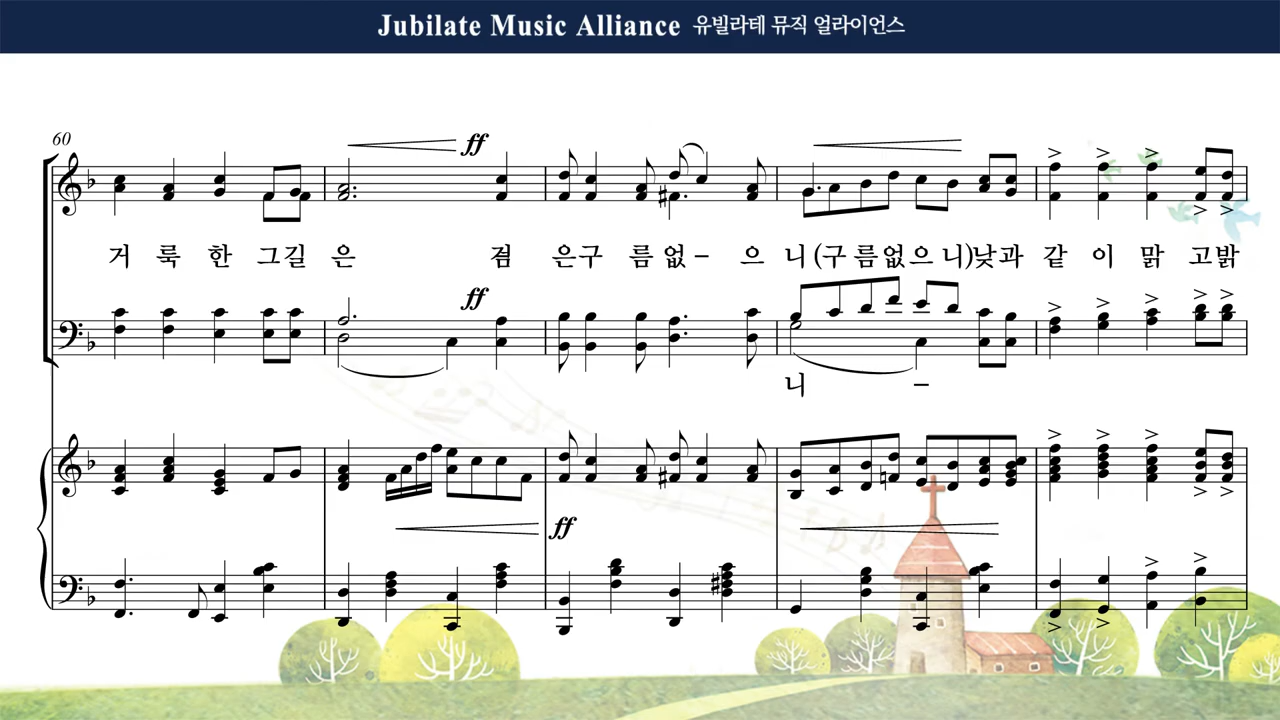 Jubilate Music Alliance 유빌라테 뮤직 얼라이언스
60
ff
거 룩 한 그길 은 검 은구 름 없 – 으 니 (구 름없으 니)낮과 같 이 맑 고밝
ff
니 –
ff